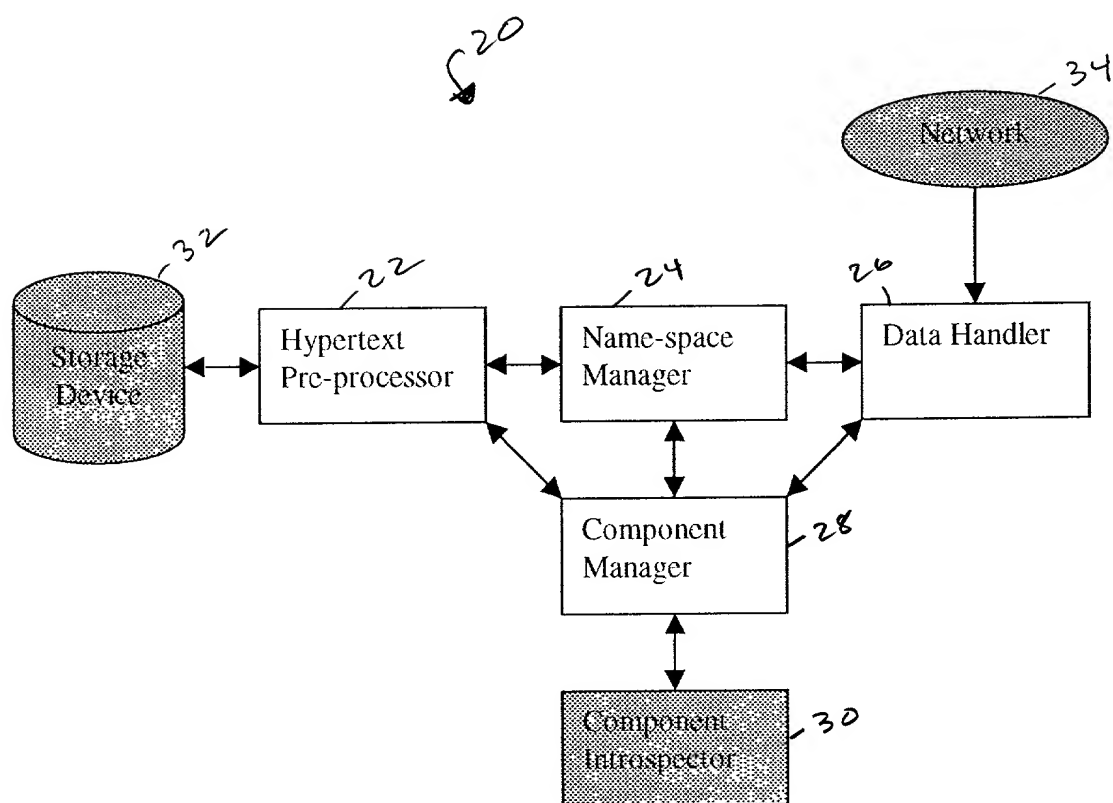 20
34
Network
32
22
24
26
Storage
Device
Hypertext
Pre-processor
Name-space
Manager
Data Handler
Component
Manager
28
Component
Introspector
30